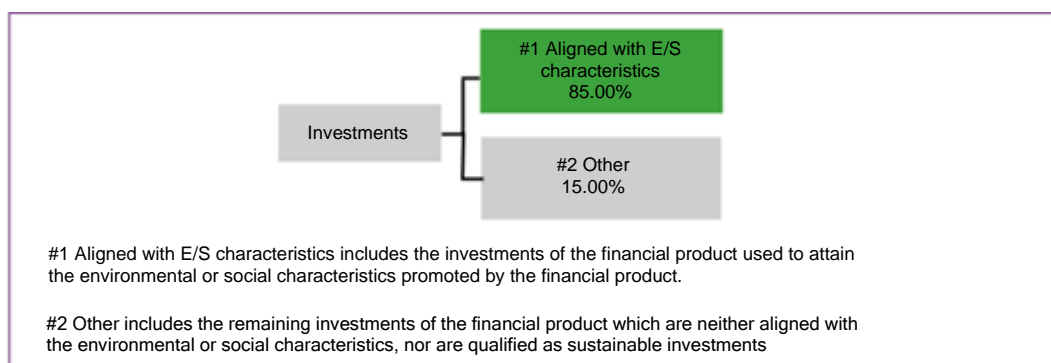 #1 Aligned with E/S
characteristics
85.00%
Investments
#2 Other
15.00%
#1 Aligned with E/S characteristics includes the investments of the financial product used to attain
the environmental or social characteristics promoted by the financial product.
#2 Other includes the remaining investments of the financial product which are neither aligned with
the environmental or social characteristics, nor are qualified as sustainable investments